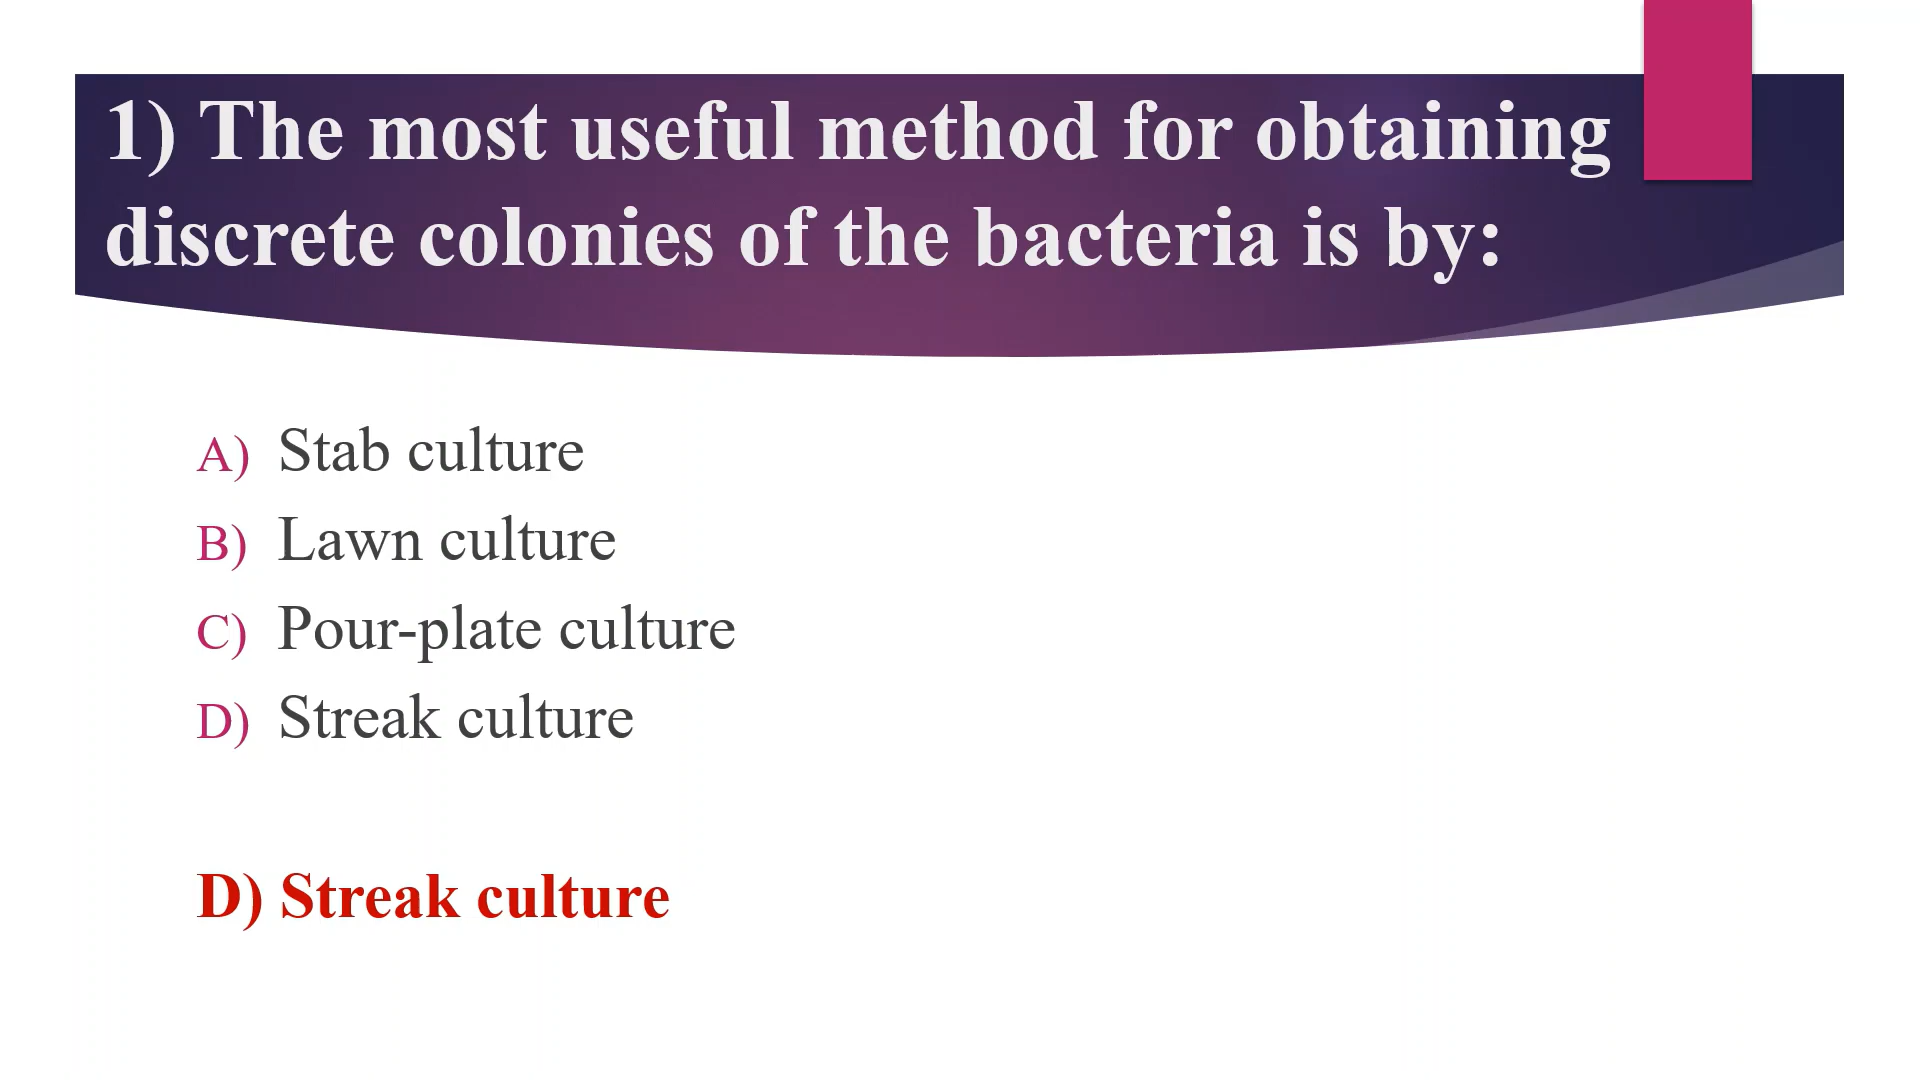 1) The most useful method for obtaining
discrete colonies of the bacteria is by:
A) Stab culture
B) Lawn culture
C) Pour-plate culture
D) Streak culture
D) Streak culture